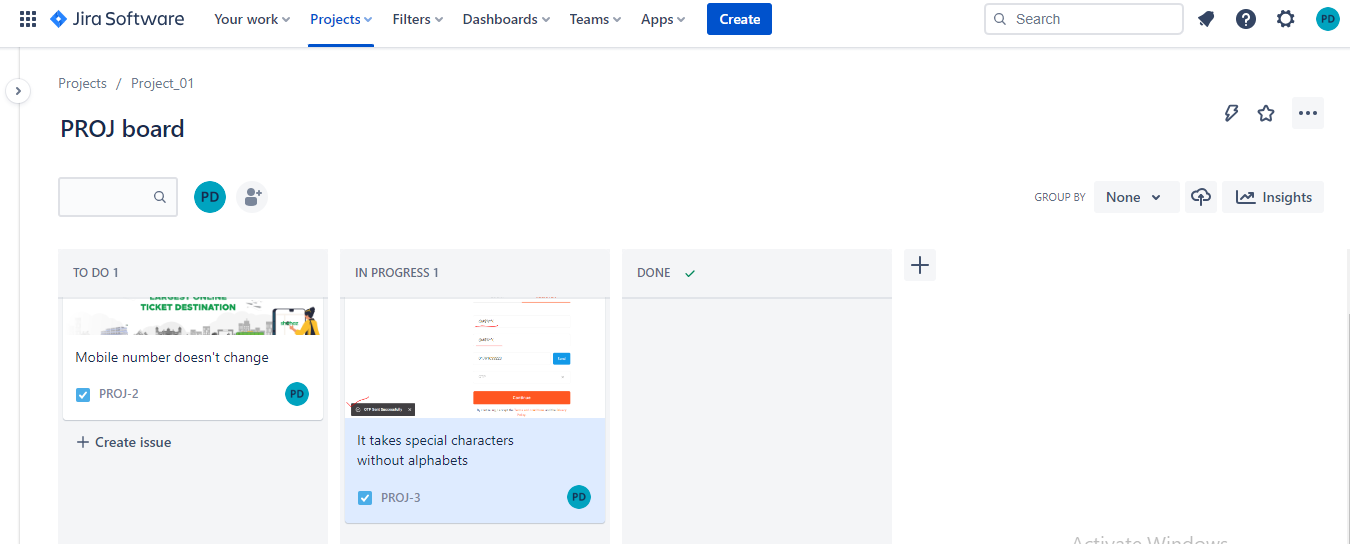 Jira Software Your work Projects Filters Dashboards Teams Apps Create Search PD
Projects / Project_01
PROJ board
PD GROUP BY None Insights
TO DO 1
LARGEST ONLINE
TICKET DESTINATION
Mobile number doesn't change
PROJ-2 PD
+ Create issue
IN PROGRESS 1
Continue
OTP Sent Successfully
It takes special characters
without alphabets
PROJ-3 PD
DONE
Activate Windows